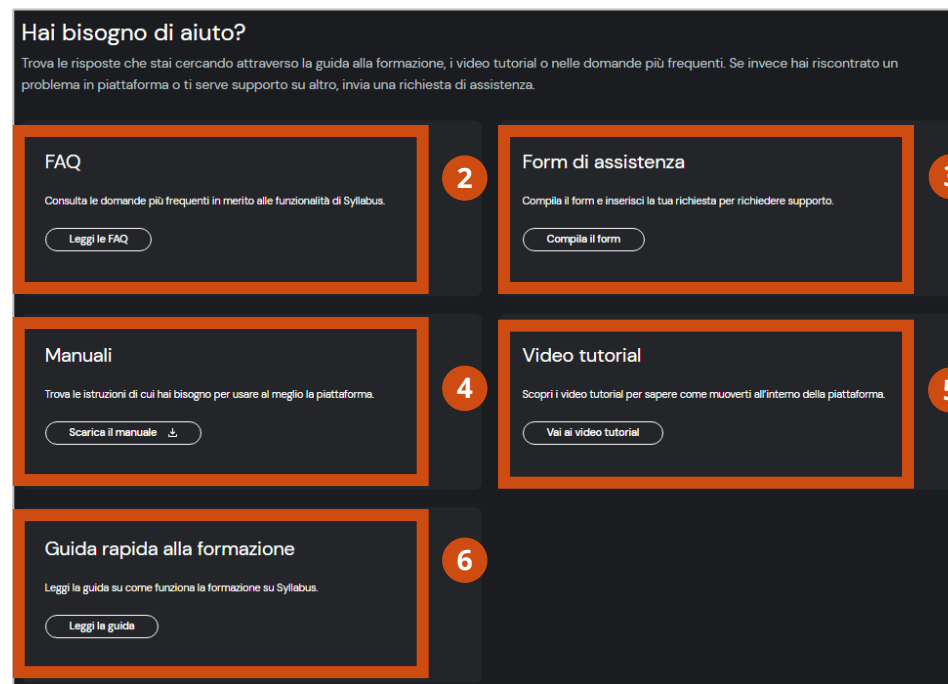 Hai bisogno di aiuto?
Trova le risposte che stai cercando attraverso la guida alla formazione, i video tutorial o nelle domande più frequenti. Se invece hai riscontrato un
problema in piattaforma o ti serve supporto su altro, invia una richiesta di assistenza.
FAQ
Consulta le domande più frequenti in merito alle funzionalità di Syllabus.
Leggi le FAQ
2
Form di assistenza
Compila il form e inserisci la tua richiesta per richiedere supporto.
Compila il form
3
Manuali
Trova le istruzioni di cui hai bisogno per usare al meglio la piattaforma.
Scarica il manuale
4
Video tutorial
Scopri i video tutorial per sapere come muoverti all'interno della piattaforma.
Vai ai video tutorial
5
Guida rapida alla formazione
Leggi la guida su come funziona la formazione su Syllabus.
Leggi la guida
6